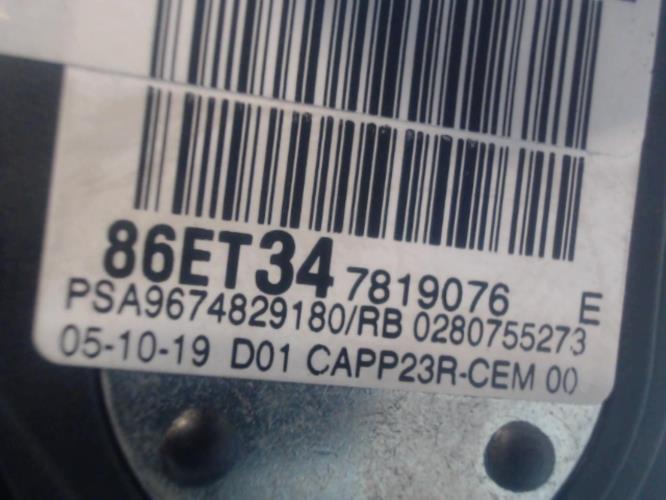 86ET34 7819076 E
PSA9674829180/RB 0280755273
05-10-19 D01 CAPP23R-CEM 00